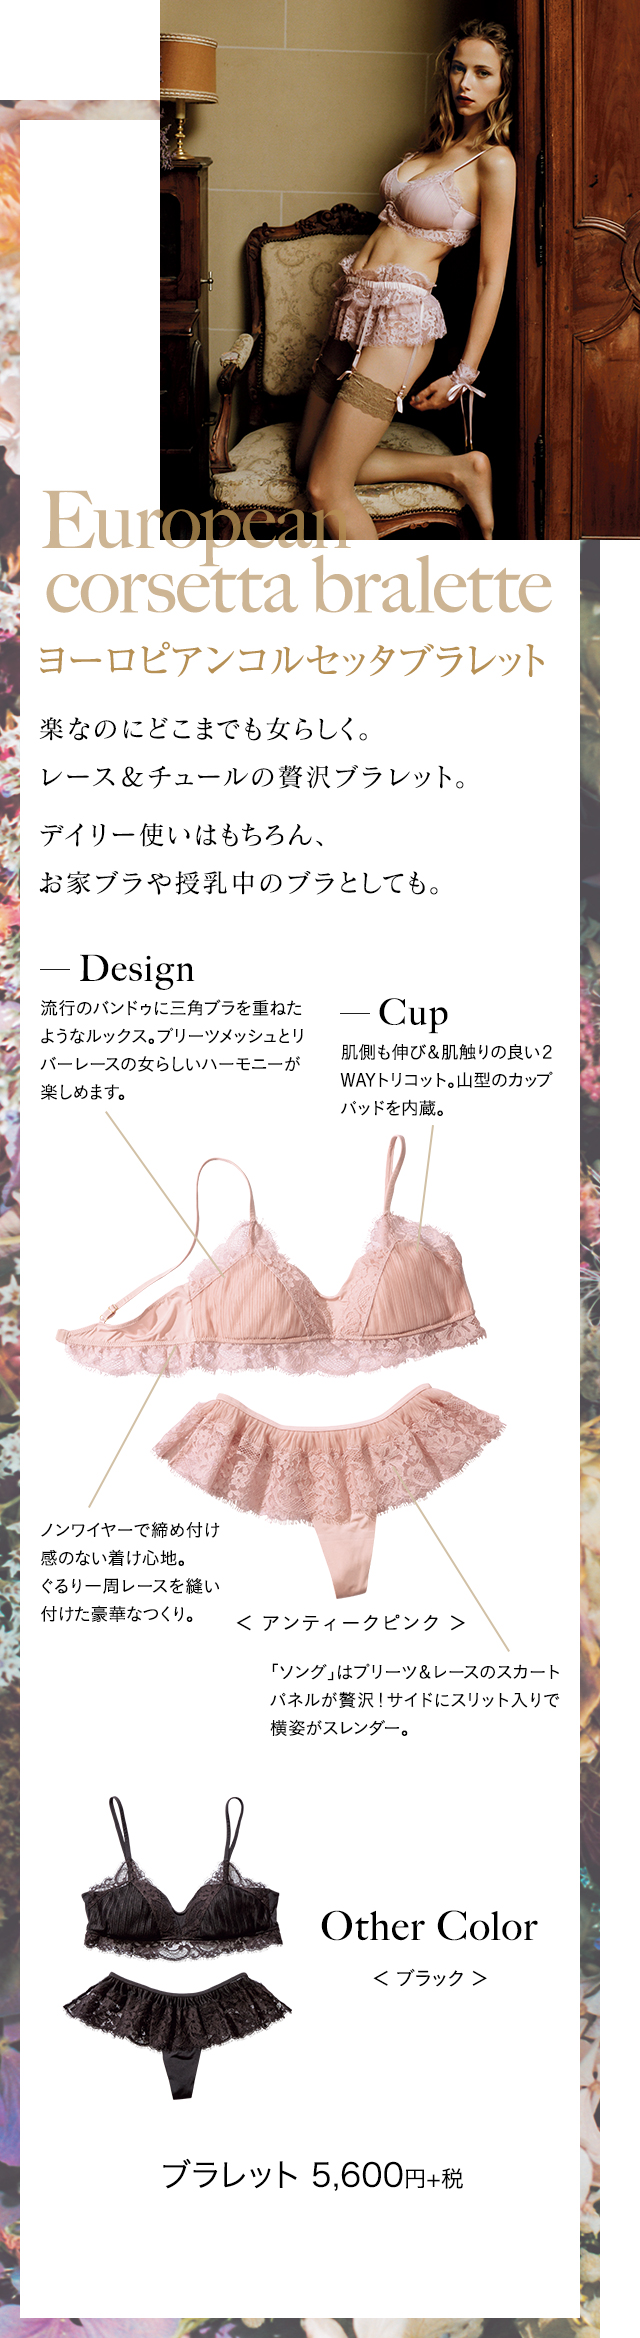 European
corsetta bralette
ヨーロピアンコルセッタブラレット
楽なのにどこまでも女らしく。
レース＆チュールの贅沢ブラレット。
デイリー使いはもちろん、
お家ブラや授乳中のブラとしても。
Design
流行のバンドゥに三角ブラを重ねた
ようなルックス。プリーツメッシュとリ
バーレースの女らしいハーモニーが
楽しめます。
Cup
肌側も伸び＆肌触りの良い2
WAYトリコット。山型のカップ
パッドを内蔵。
ノンワイヤーで締め付け
感のない着け心地。
ぐるり一周レースを縫い
付けた豪華なつくり。
＜ アンティークピンク ＞
「ソング」はプリーツ＆レースのスカート
パネルが贅沢！サイドにスリット入りで
横姿がスレンダー。
Other Color
＜ ブラック ＞
ブラレット 5,600円+税